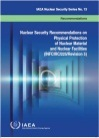 IAEA Nuclear Security Series No. 13
Recommendations
Nuclear Security Recommendations on
Physical Protection
of Nuclear Material
and Nuclear Facilities
(INFCIRC/225/Revision 5)
IAEA